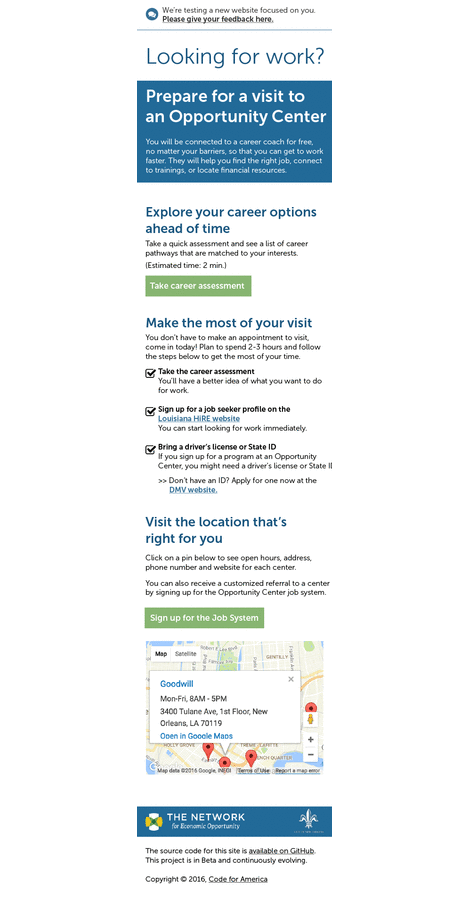 We're testing a new website focused on you.
Please give your feedback here.
Looking for work?
Prepare for a visit to
an Opportunity Center
You will be connected to a career coach for free,
no matter your barriers, so that you can get to work
faster. They will help you find the right job, connect
to trainings, or locate financial resources.
Explore your career options
ahead of time
Take a quick assessment and see a list of career
pathways that are matched to your interests.
(Estimated time: 2 min.)
Take career assessment
Make the most of your visit
You don't have to make an appointment to visit,
come in today! Plan to spend 2-3 hours and follow
the steps below to get the most of your time.
Take the career assessment
You'll have a better idea of what you want to do
for work.
Sign up for a job seeker profile on the
Louisiana HiRE website
You can start looking for work immediately.
Bring a driver's license or State ID
If you sign up for a program at an Opportunity
Center, you might need a driver's license or State I
>> Don't have an ID? Apply for one now at the
DMV website.
Visit the location that's
right for you
Click on a pin below to see open hours, address,
phone number and website for each center.
You can also receive a customized referral to a center
by signing up for the Opportunity Center job system.
Sign up for the Job System
Map Satellite
GENTILLY
Goodwill
×
Mon-Fri, 8AM - 5PM
3400 Tulane Ave, 1st Floor, New
Orleans, LA 70119
Open in Google Maps
+
HOLLY GROVE
−
Map data ©2016 Google, INEGI Terms of Use Report a map error
THE NETWORK
for Economic Opportunity
The source code for this site is available on GitHub.
This project is in Beta and continuously evolving.
Copyright © 2016, Code for America